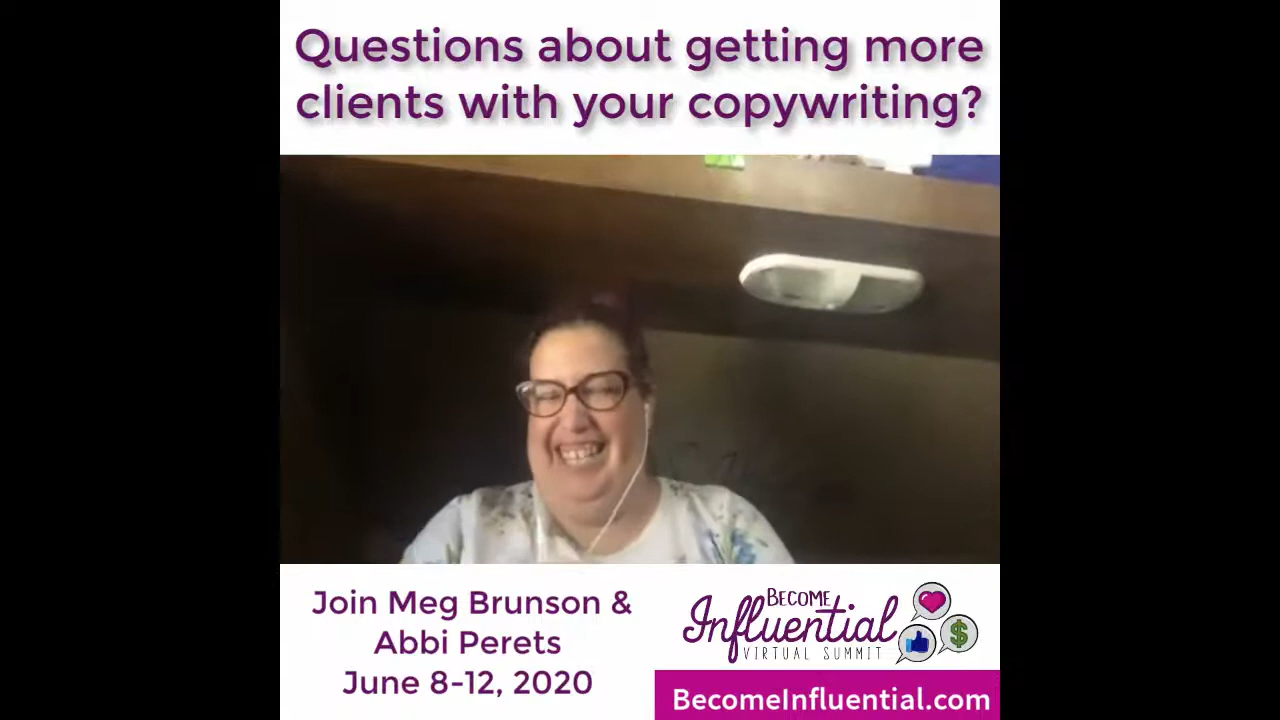 Questions about getting more
clients with your copywriting?
Join Meg Brunson &
Abbi Perets
June 8-12, 2020
BECOME
Influential
VIRTUAL SUMMIT
BecomeInfluential.com